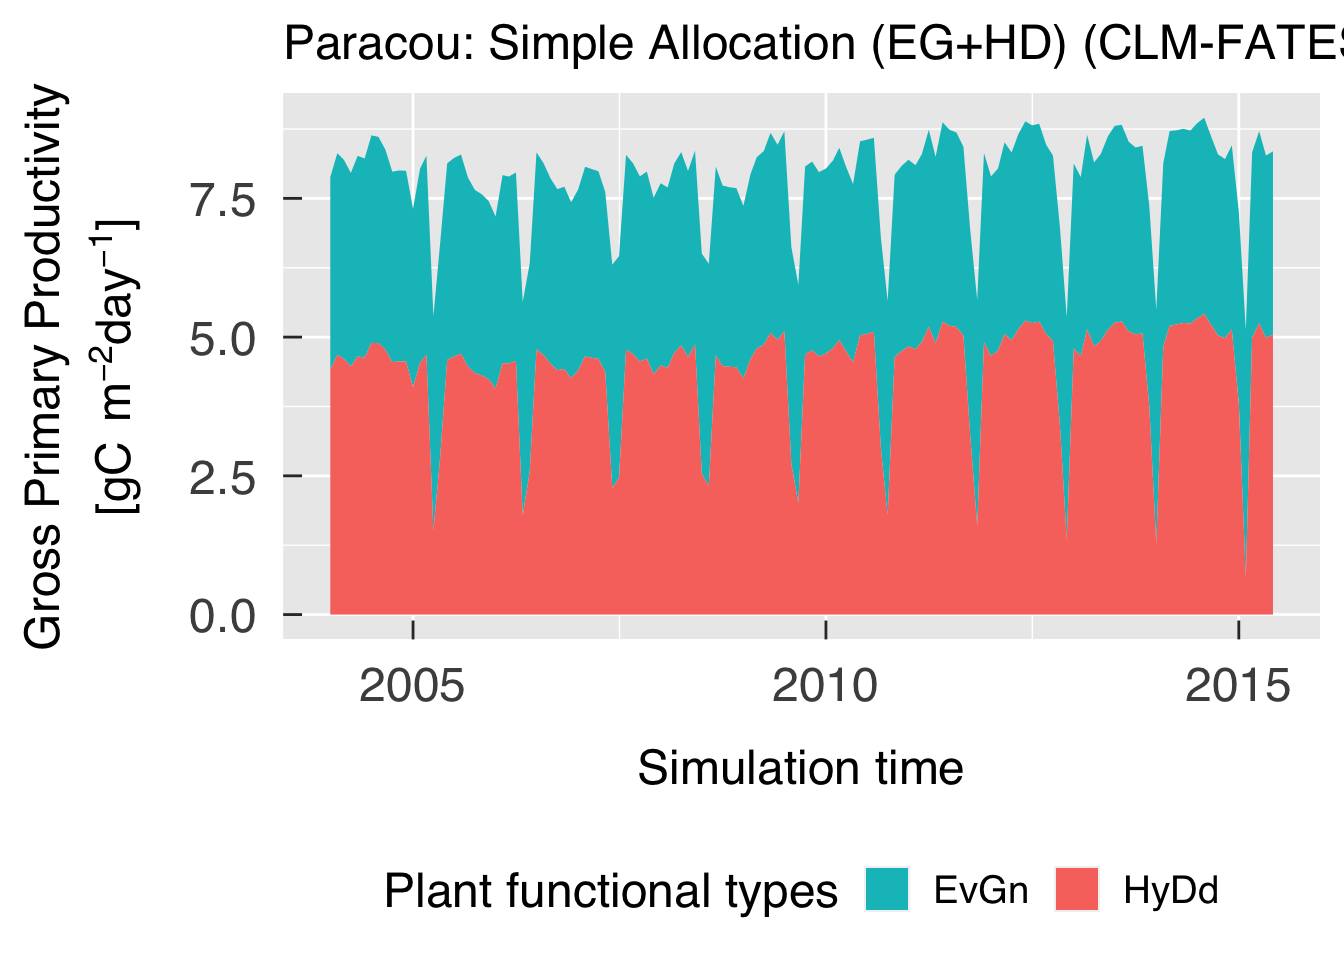 Paracou: Simple Allocation (EG+HD) (CLM-FATES
Gross Primary Productivity
[gC m⁻²day⁻¹]
7.5
5.0
2.5
0.0
2005 2010 2015
Simulation time
Plant functional types EvGn HyDd